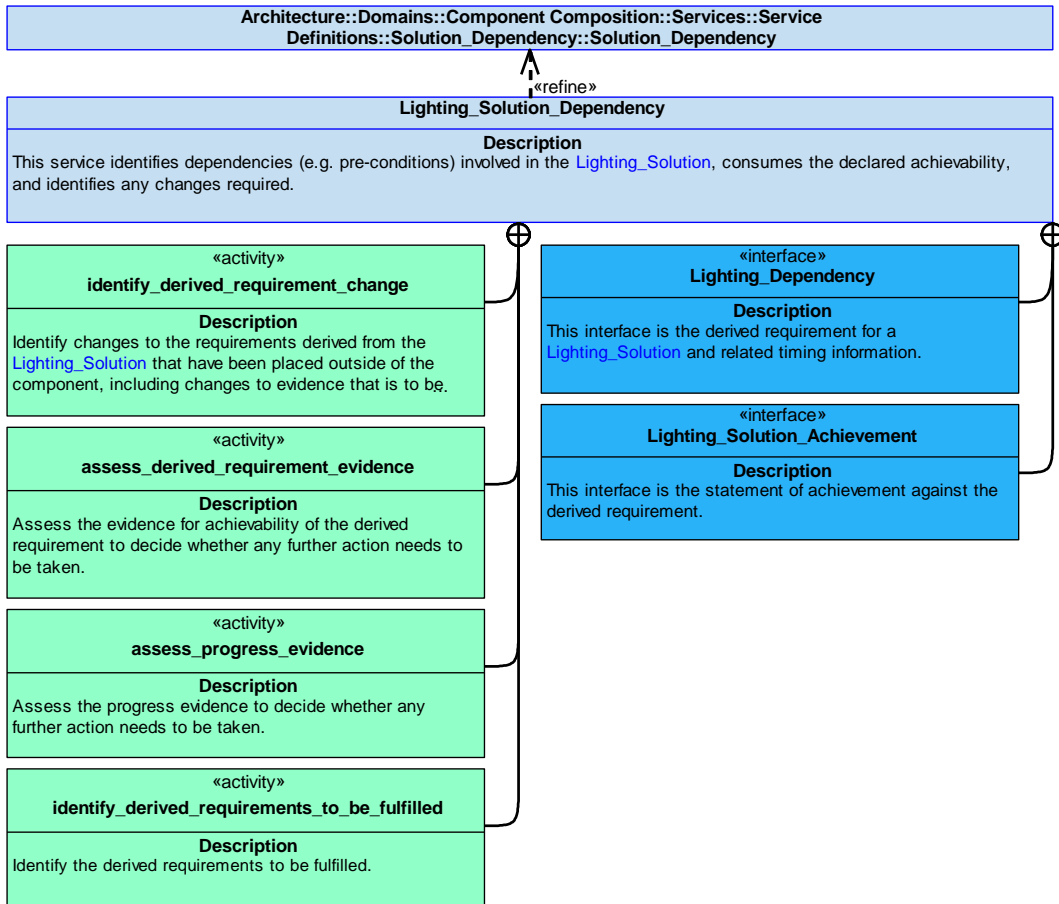 Architecture::Domains::Component Composition::Services::Service
Definitions::Solution_Dependency::Solution_Dependency
«refine»
Lighting_Solution_Dependency
Description
This service identifies dependencies (e.g. pre-conditions) involved in the Lighting_Solution, consumes the declared achievability,
and identifies any changes required.
«activity»
identify_derived_requirement_change
Description
Identify changes to the requirements derived from the
Lighting_Solution that have been placed outside of the
component, including changes to evidence that is to be...
«activity»
assess_derived_requirement_evidence
Description
Assess the evidence for achievability of the derived
requirement to decide whether any further action needs to
be taken.
«activity»
assess_progress_evidence
Description
Assess the progress evidence to decide whether any
further action needs to be taken.
«activity»
identify_derived_requirements_to_be_fulfilled
Description
Identify the derived requirements to be fulfilled.
«interface»
Lighting_Dependency
Description
This interface is the derived requirement for a
Lighting_Solution and related timing information.
«interface»
Lighting_Solution_Achievement
Description
This interface is the statement of achievement against the
derived requirement.